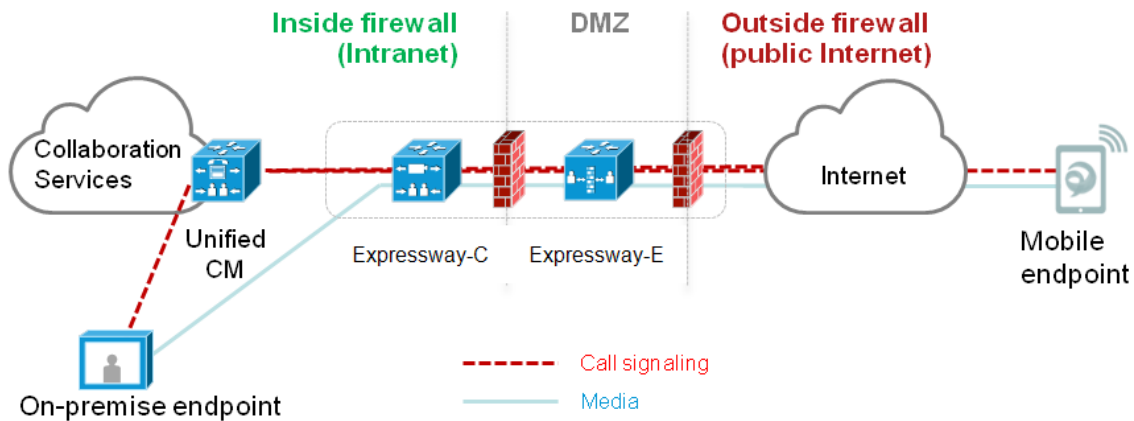 Inside firewall
(Intranet)
DMZ
Outside firewall
(public Internet)
Collaboration
Services
Unified
CM
Expressway-C
Expressway-E
Internet
Mobile
endpoint
On-premise endpoint
Call signaling
Media